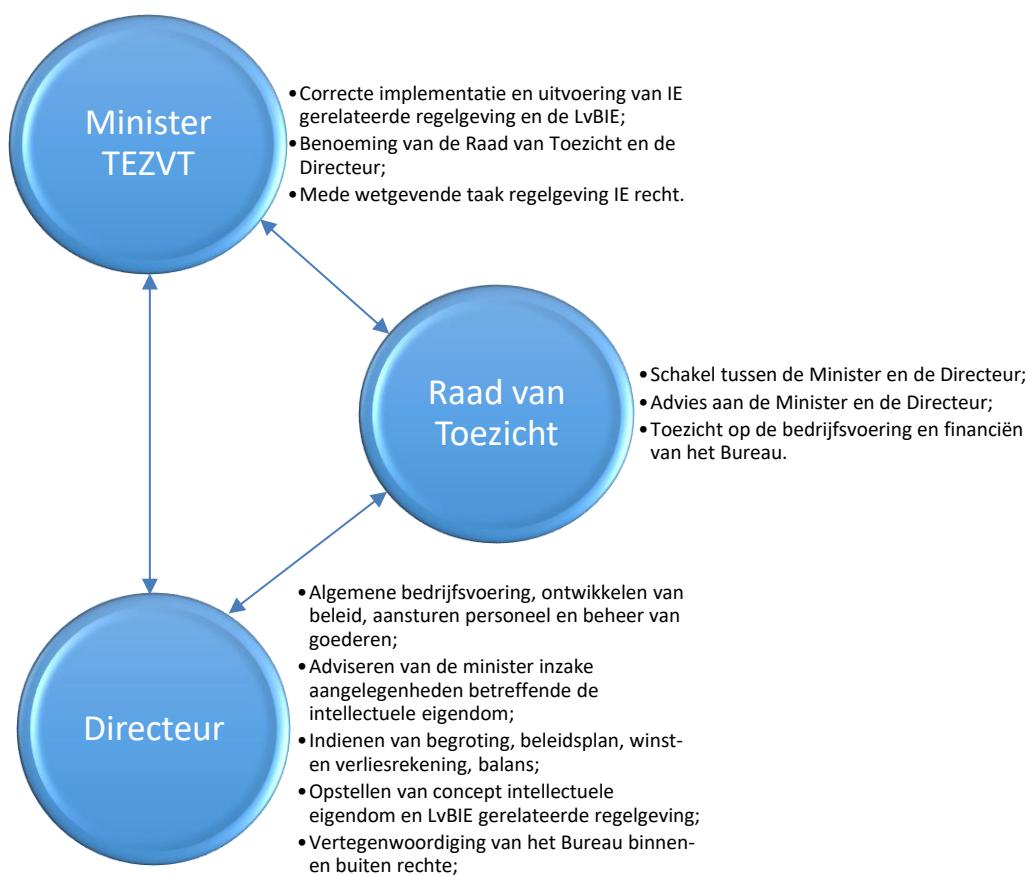 Minister
TEZVT
•Correcte implementatie en uitvoering van IE
gerelateerde regelgeving en de LvBIE;
•Benoeming van de Raad van Toezicht en de
Directeur;
•Mede wetgevende taak regelgeving IE recht.
Raad van
Toezicht
•Schakel tussen de Minister en de Directeur;
•Advies aan de Minister en de Directeur;
•Toezicht op de bedrijfsvoering en financiën
van het Bureau.
Directeur
•Algemene bedrijfsvoering, ontwikkelen van
beleid, aansturen personeel en beheer van
goederen;
•Adviseren van de minister inzake
aangelegenheden betreffende de
intellectuele eigendom;
•Indienen van begroting, beleidsplan, winst-
en verliesrekening, balans;
•Opstellen van concept intellectuele
eigendom en LvBIE gerelateerde regelgeving;
•Vertegenwoordiging van het Bureau binnen-
en buiten rechte;